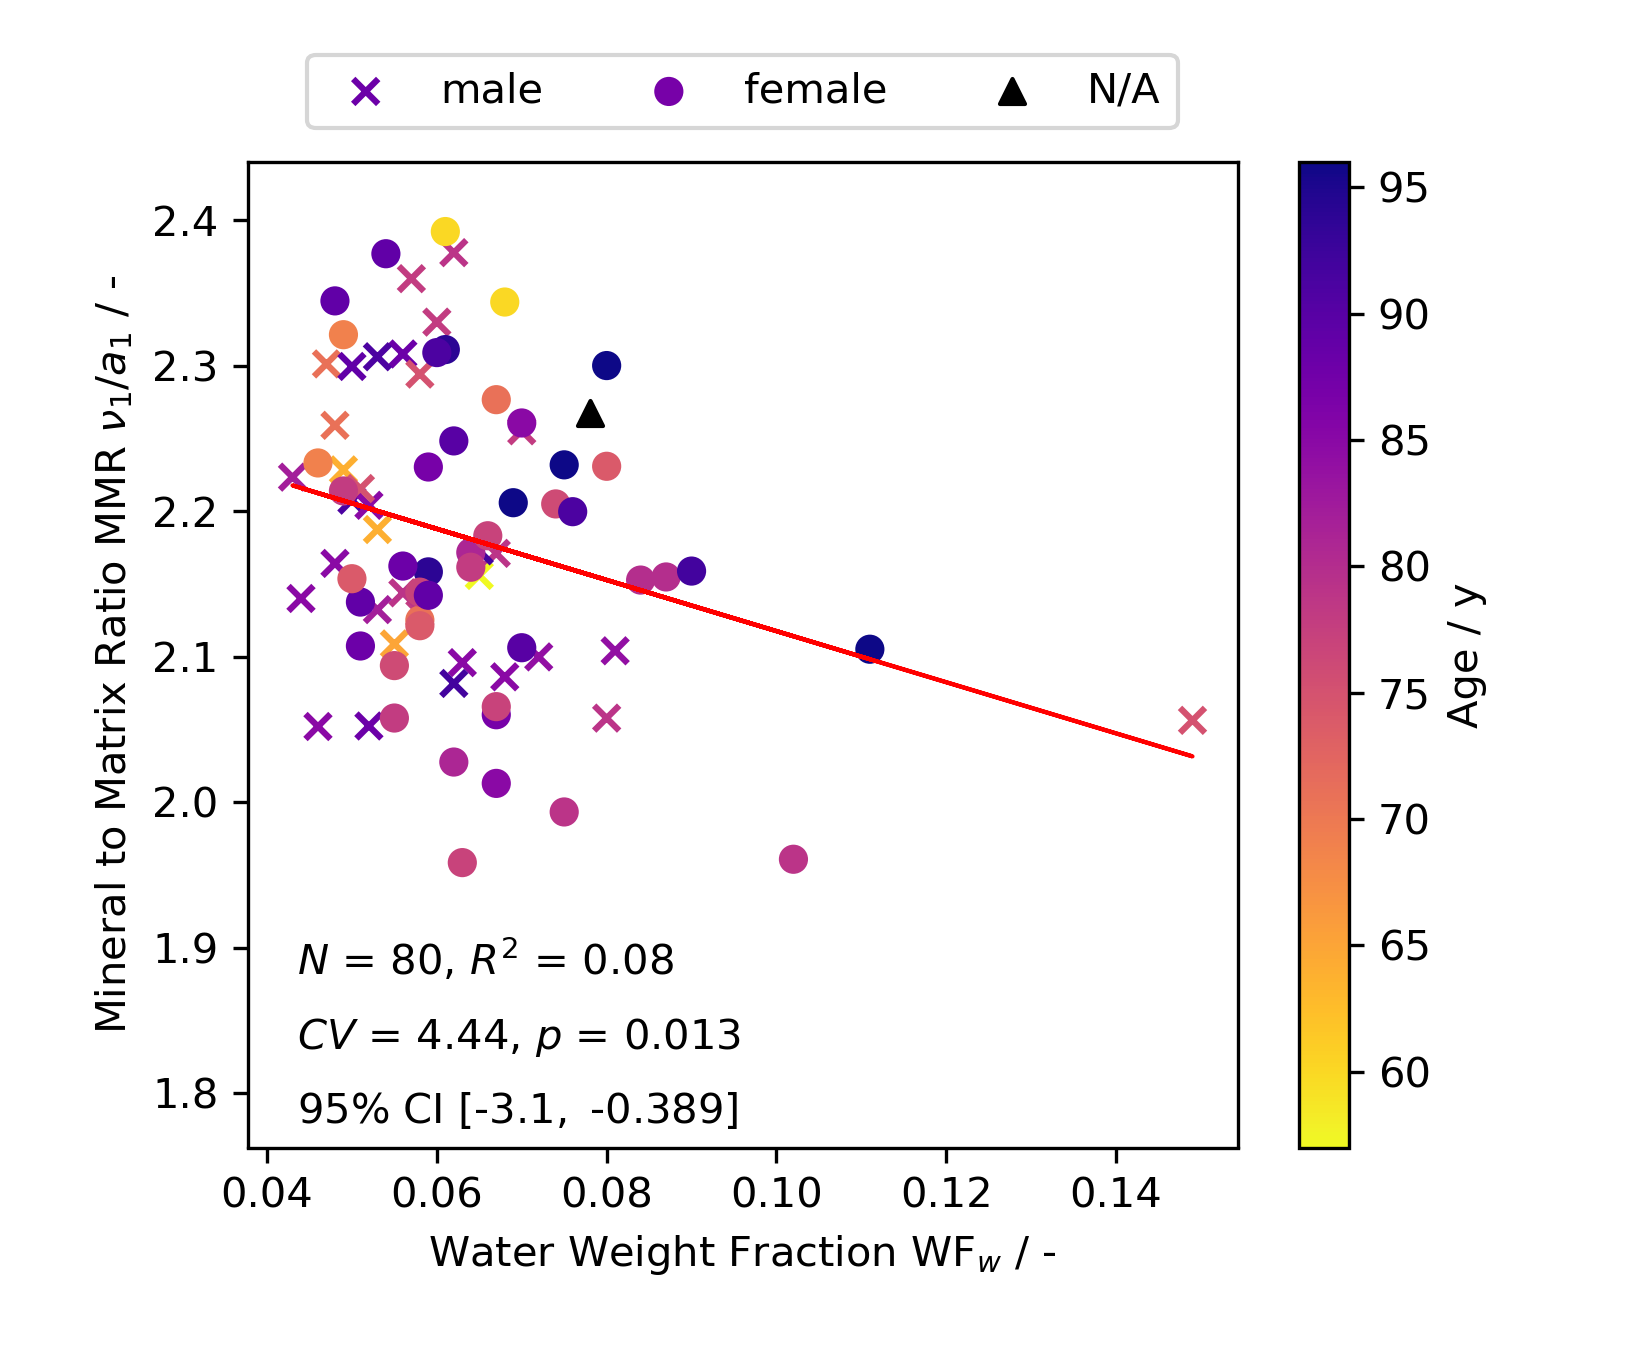 male female N/A
Mineral to Matrix Ratio MMR ν₁/a₁ / -
2.4
2.3
2.2
2.1
2.0
1.9
1.8
N = 80, R² = 0.08
CV = 4.44, p = 0.013
95% CI [-3.1, -0.389]
0.04 0.06 0.08 0.10 0.12 0.14
Water Weight Fraction WF_w / -
95
90
85
80
75
70
65
60
Age / y